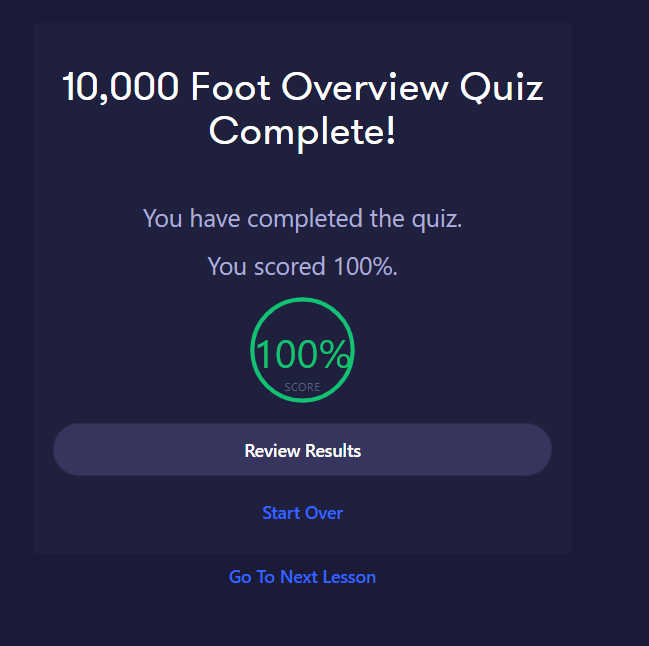 10,000 Foot Overview Quiz
Complete!
You have completed the quiz.
You scored 100%.
100%
SCORE
Review Results
Start Over
Go To Next Lesson